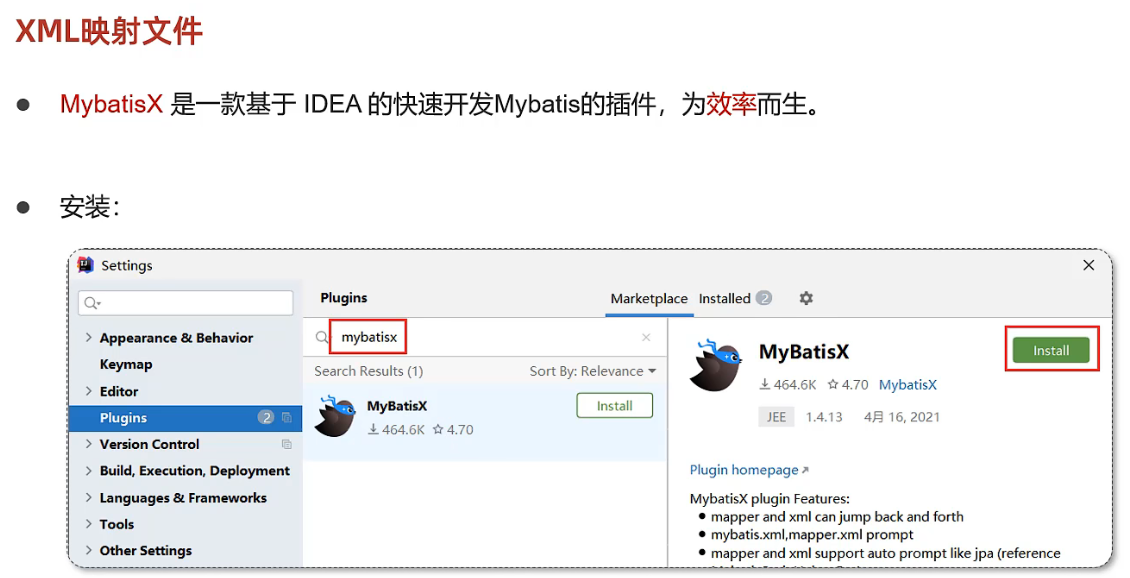 XML映射文件
MybatisX 是一款基于 IDEA 的快速开发Mybatis的插件，为效率而生。
安装：
Settings
Appearance & Behavior
Keymap
Editor
Plugins 2
Version Control
Build, Execution, Deployment
Languages & Frameworks
Tools
Other Settings
Plugins
Marketplace Installed 2
mybatisx
Search Results (1) Sort By: Relevance
MyBatisX
Install
464.6K 4.70
MyBatisX
Install
464.6K 4.70 MybatisX
JEE 1.4.13 4月 16, 2021
Plugin homepage
MybatisX plugin Features:
mapper and xml can jump back and forth
mybatis.xml,mapper.xml prompt
mapper and xml support auto prompt like jpa (reference